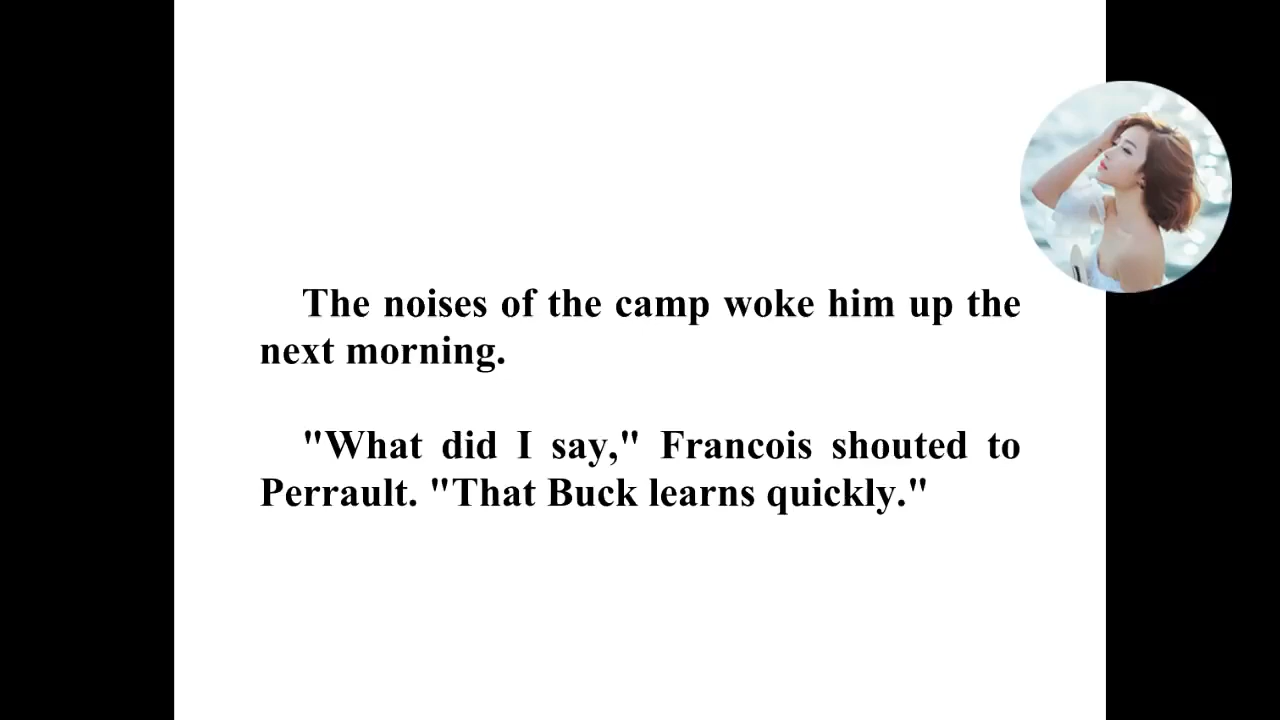 The noises of the camp woke him up the
next morning.
"What did I say," Francois shouted to
Perrault. "That Buck learns quickly."